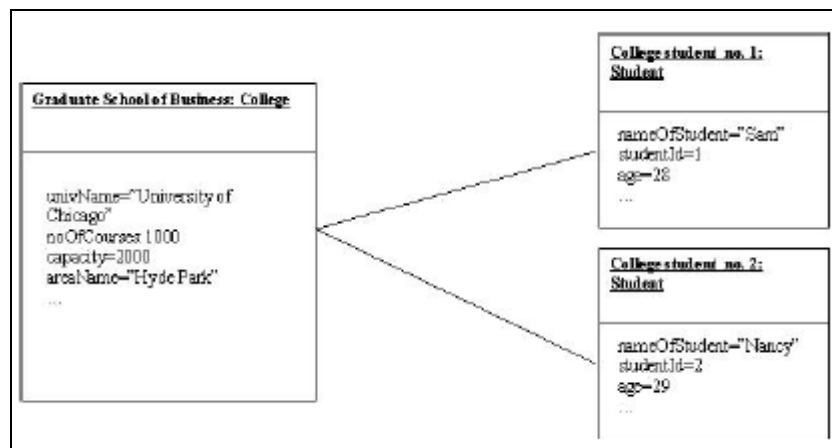 Graduate School of Business: College
univName="University of
Chicago"
noOfCourses 1000
capacity=2000
areaName="Hyde Park"
...
College student no. 1:
Student
nameOfStudent="Sam"
studentId=1
age=28
...
College student no. 2:
Student
nameOfStudent="Nancy"
studentId=2
age=29
...